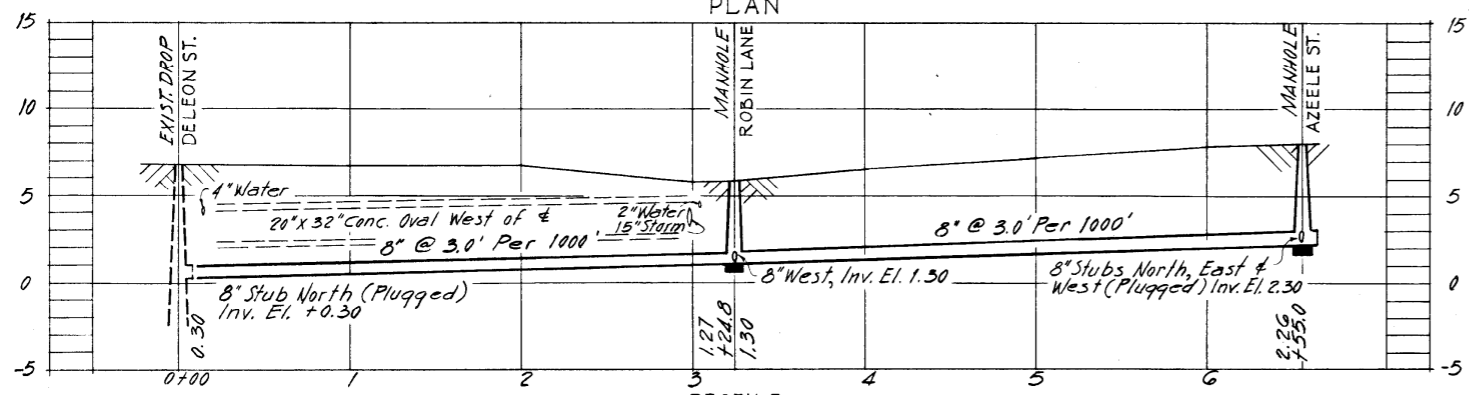 PLAN
15 15
10 10
5 5
0 0
-5 -5
EXIST. DROP
DELEON ST.
MANHOLE
ROBIN LANE
MANHOLE
AZEELE ST.
4" Water
20" x 32" Conc. Oval West of ℄
2" Water
15" Storm
8" @ 3.0' Per 1000'
8" @ 3.0' Per 1000'
8" Stub North (Plugged)
Inv. El. +0.30
8" West, Inv. El. 1.30
8" Stubs North, East &
West (Plugged) Inv. El. 2.30
0.30
1.27
+24.8
1.30
2.26
+55.0
0+00 1 2 3 4 5 6